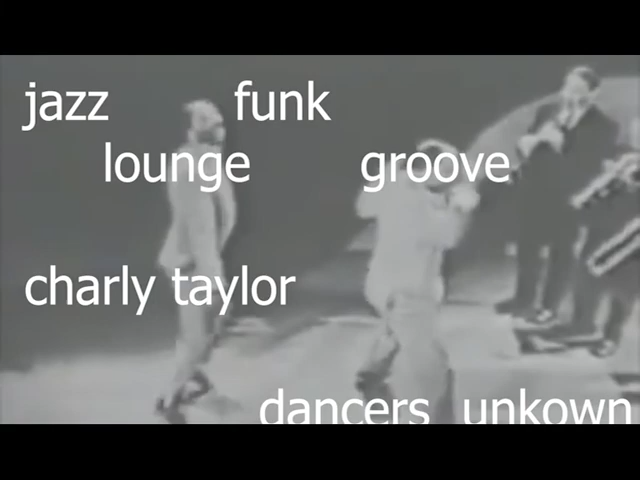 jazz funk
lounge groove
charly taylor
dancers unkown